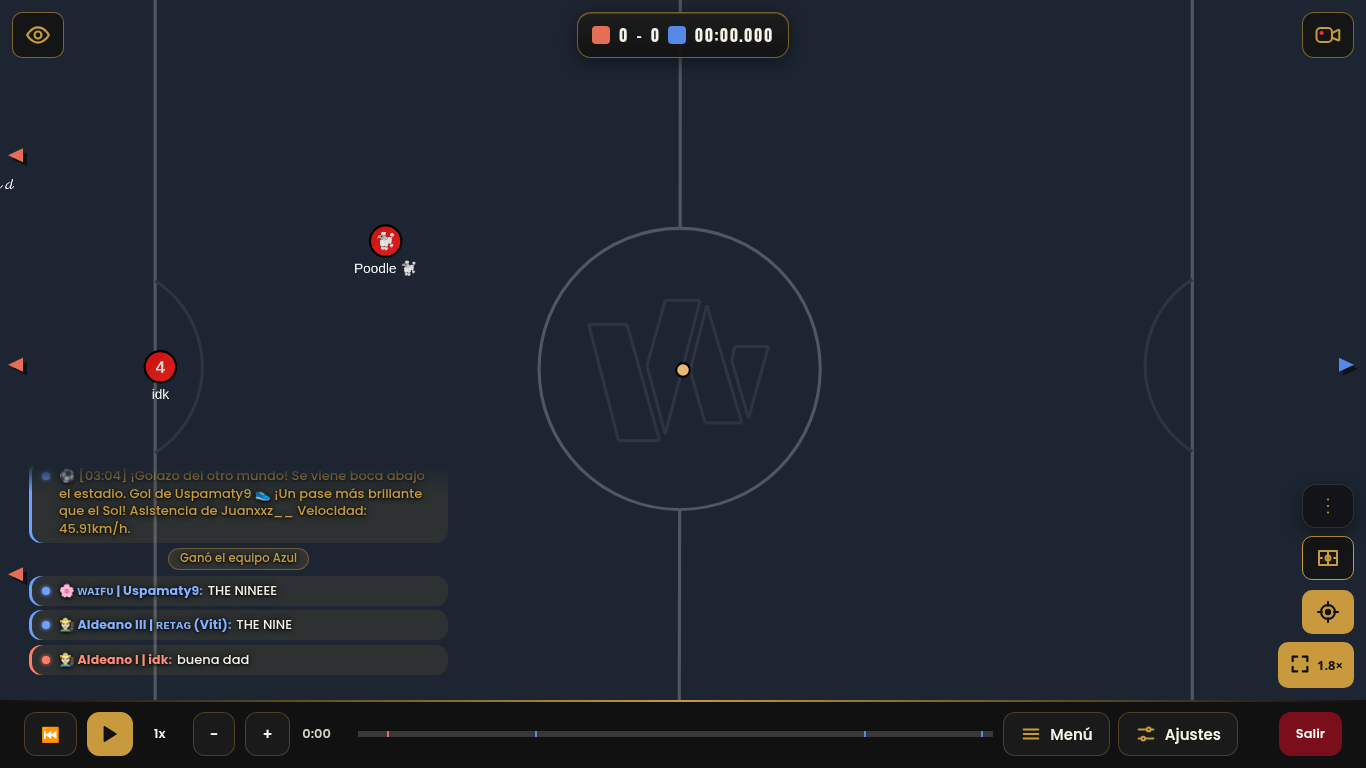 0 - 0 00:00.000
d
Poodle 🐩
4
idk
⚽ [03:04] ¡Golazo del otro mundo! Se viene boca abajo
el estadio. Gol de Uspamaty9 👟 ¡Un pase más brillante
que el Sol! Asistencia de Juanxxz__ Velocidad:
45.91km/h.
Ganó el equipo Azul
🌸 ᴡᴀɪғᴜ | Uspamaty9: THE NINEEE
👨‍🌾 Aldeano III | ʀᴇᴛᴀɢ (Viti): THE NINE
👨‍🌾 Aldeano I | idk: buena dad
1.8×
1x
-
+
0:00
Menú
Ajustes
Salir